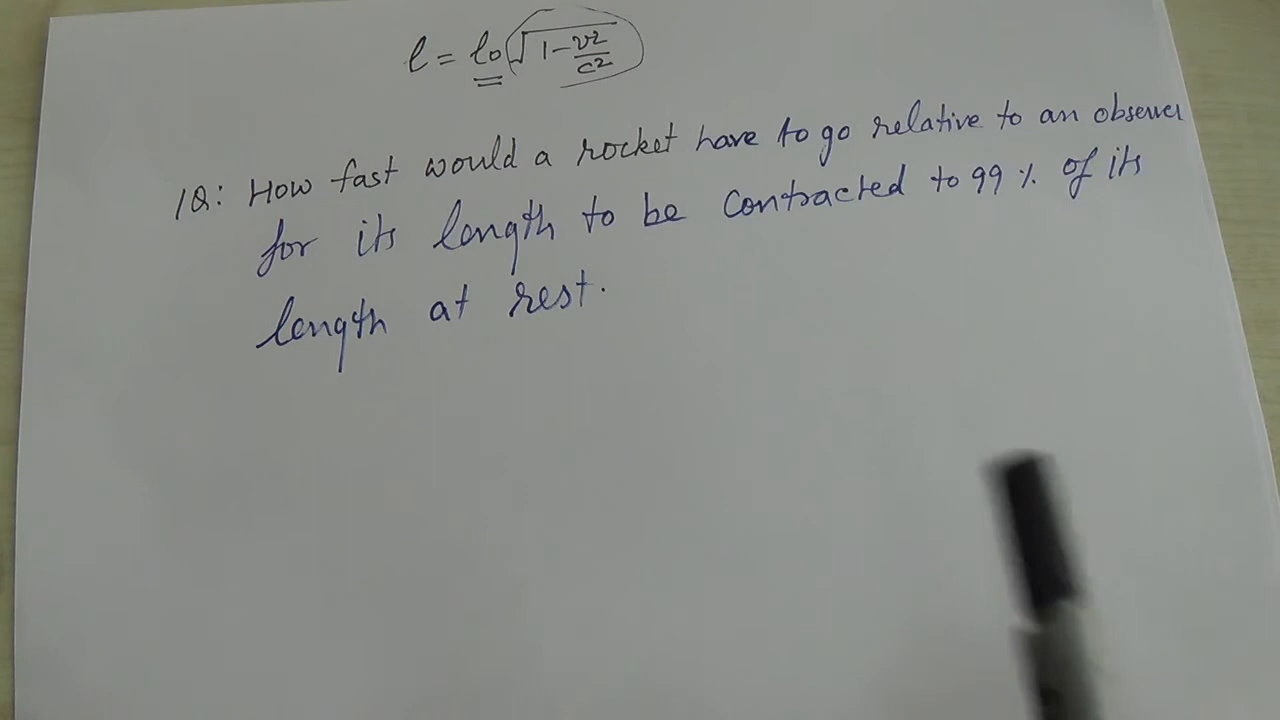 l = lo √1-v2/c2
1Q: How fast would a rocket have to go relative to an observer
for its length to be contracted to 99 % of its
length at rest.